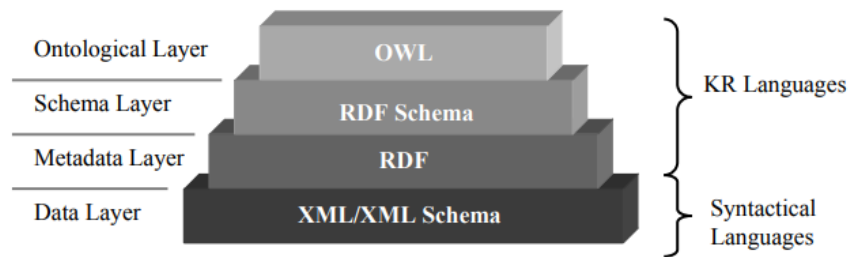 Ontological Layer
OWL
Schema Layer
RDF Schema
KR Languages
Metadata Layer
RDF
Data Layer
XML/XML Schema
Syntactical
Languages